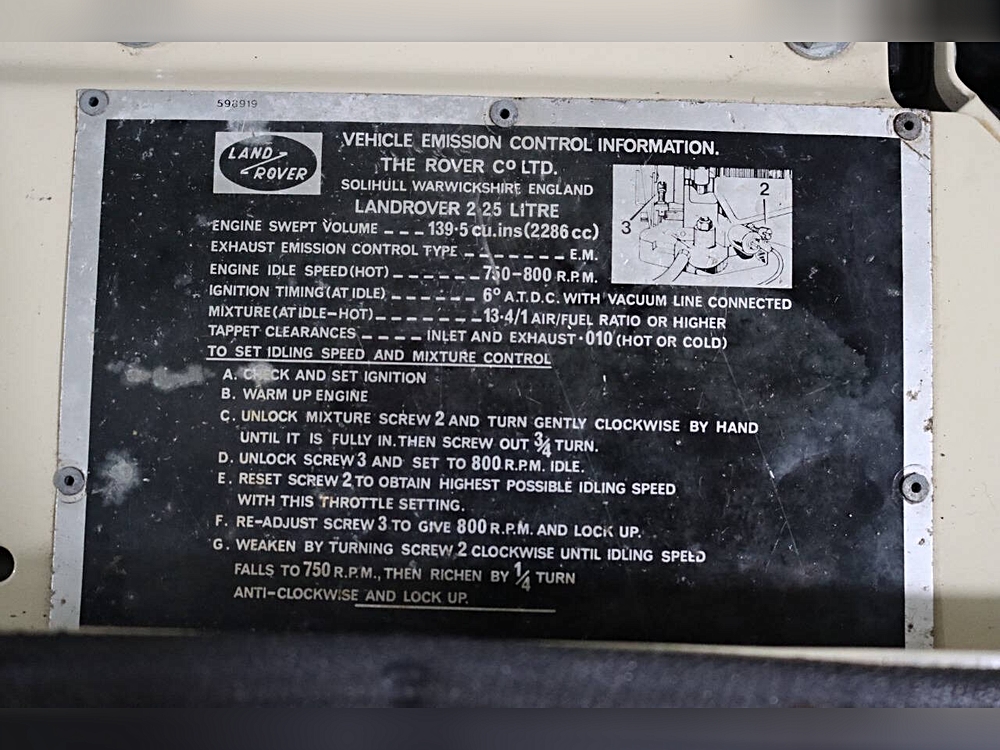 598919
LAND
ROVER
VEHICLE EMISSION CONTROL INFORMATION.
THE ROVER Co LTD.
SOLIHULL WARWICKSHIRE ENGLAND
LANDROVER 2·25 LITRE
ENGINE SWEPT VOLUME _ _ _ 139·5 cu.ins (2286 cc)
EXHAUST EMISSION CONTROL TYPE _ _ _ _ _ _ _ E.M.
ENGINE IDLE SPEED (HOT) _ _ _ _ _ _ 750-800 R.P.M.
IGNITION TIMING (AT IDLE) _ _ _ _ _ _ 6° A.T.D.C. WITH VACUUM LINE CONNECTED
MIXTURE (AT IDLE-HOT) _ _ _ _ _ _ _ 13·4/1 AIR/FUEL RATIO OR HIGHER
TAPPET CLEARANCES _ _ _ _ INLET AND EXHAUST ·010" (HOT OR COLD)
2
3
TO SET IDLING SPEED AND MIXTURE CONTROL
A. CHECK AND SET IGNITION
B. WARM UP ENGINE
C. UNLOCK MIXTURE SCREW 2 AND TURN GENTLY CLOCKWISE BY HAND
UNTIL IT IS FULLY IN. THEN SCREW OUT 3/4 TURN.
D. UNLOCK SCREW 3 AND SET TO 800 R.P.M. IDLE.
E. RESET SCREW 2 TO OBTAIN HIGHEST POSSIBLE IDLING SPEED
WITH THIS THROTTLE SETTING.
F. RE-ADJUST SCREW 3 TO GIVE 800 R.P.M. AND LOCK UP.
G. WEAKEN BY TURNING SCREW 2 CLOCKWISE UNTIL IDLING SPEED
FALLS TO 750 R.P.M., THEN RICHEN BY 1/4 TURN
ANTI-CLOCKWISE AND LOCK UP.